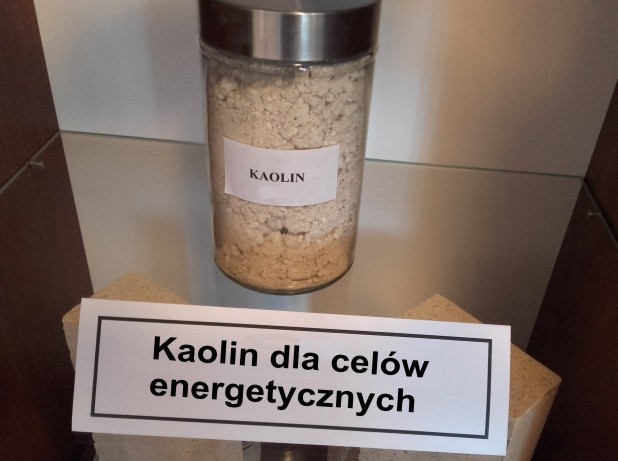 KAOLIN
Kaolin dla celów
energetycznych